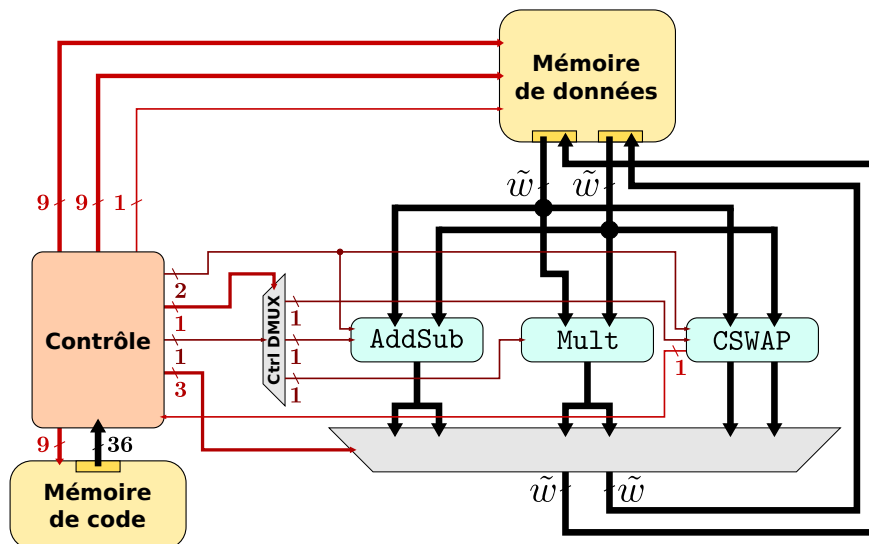 Mémoire
de données
w̃ w̃
9 9 1
2
1
1
3
Contrôle
Ctrl DMUX
1
1
1
AddSub
Mult
CSWAP
1
9
36
Mémoire
de code
w̃ w̃